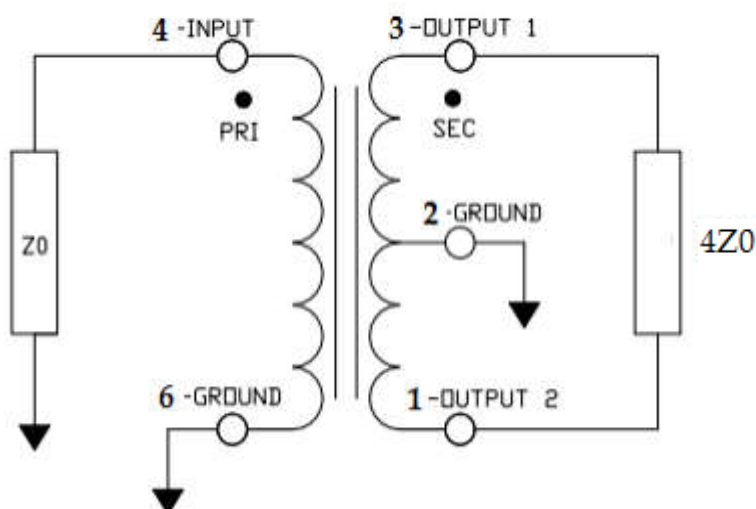 4 -INPUT
3 -OUTPUT 1
PRI
SEC
2 -GROUND
Z0
4Z0
6 -GROUND
1 -OUTPUT 2